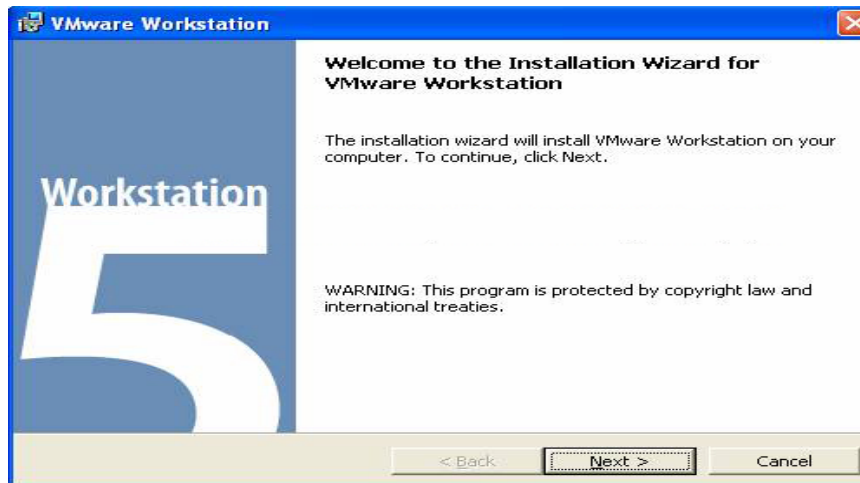 VMware Workstation
Welcome to the Installation Wizard for
VMware Workstation
The installation wizard will install VMware Workstation on your
computer. To continue, click Next.
Workstation
5
WARNING: This program is protected by copyright law and
international treaties.
< Back
Next >
Cancel